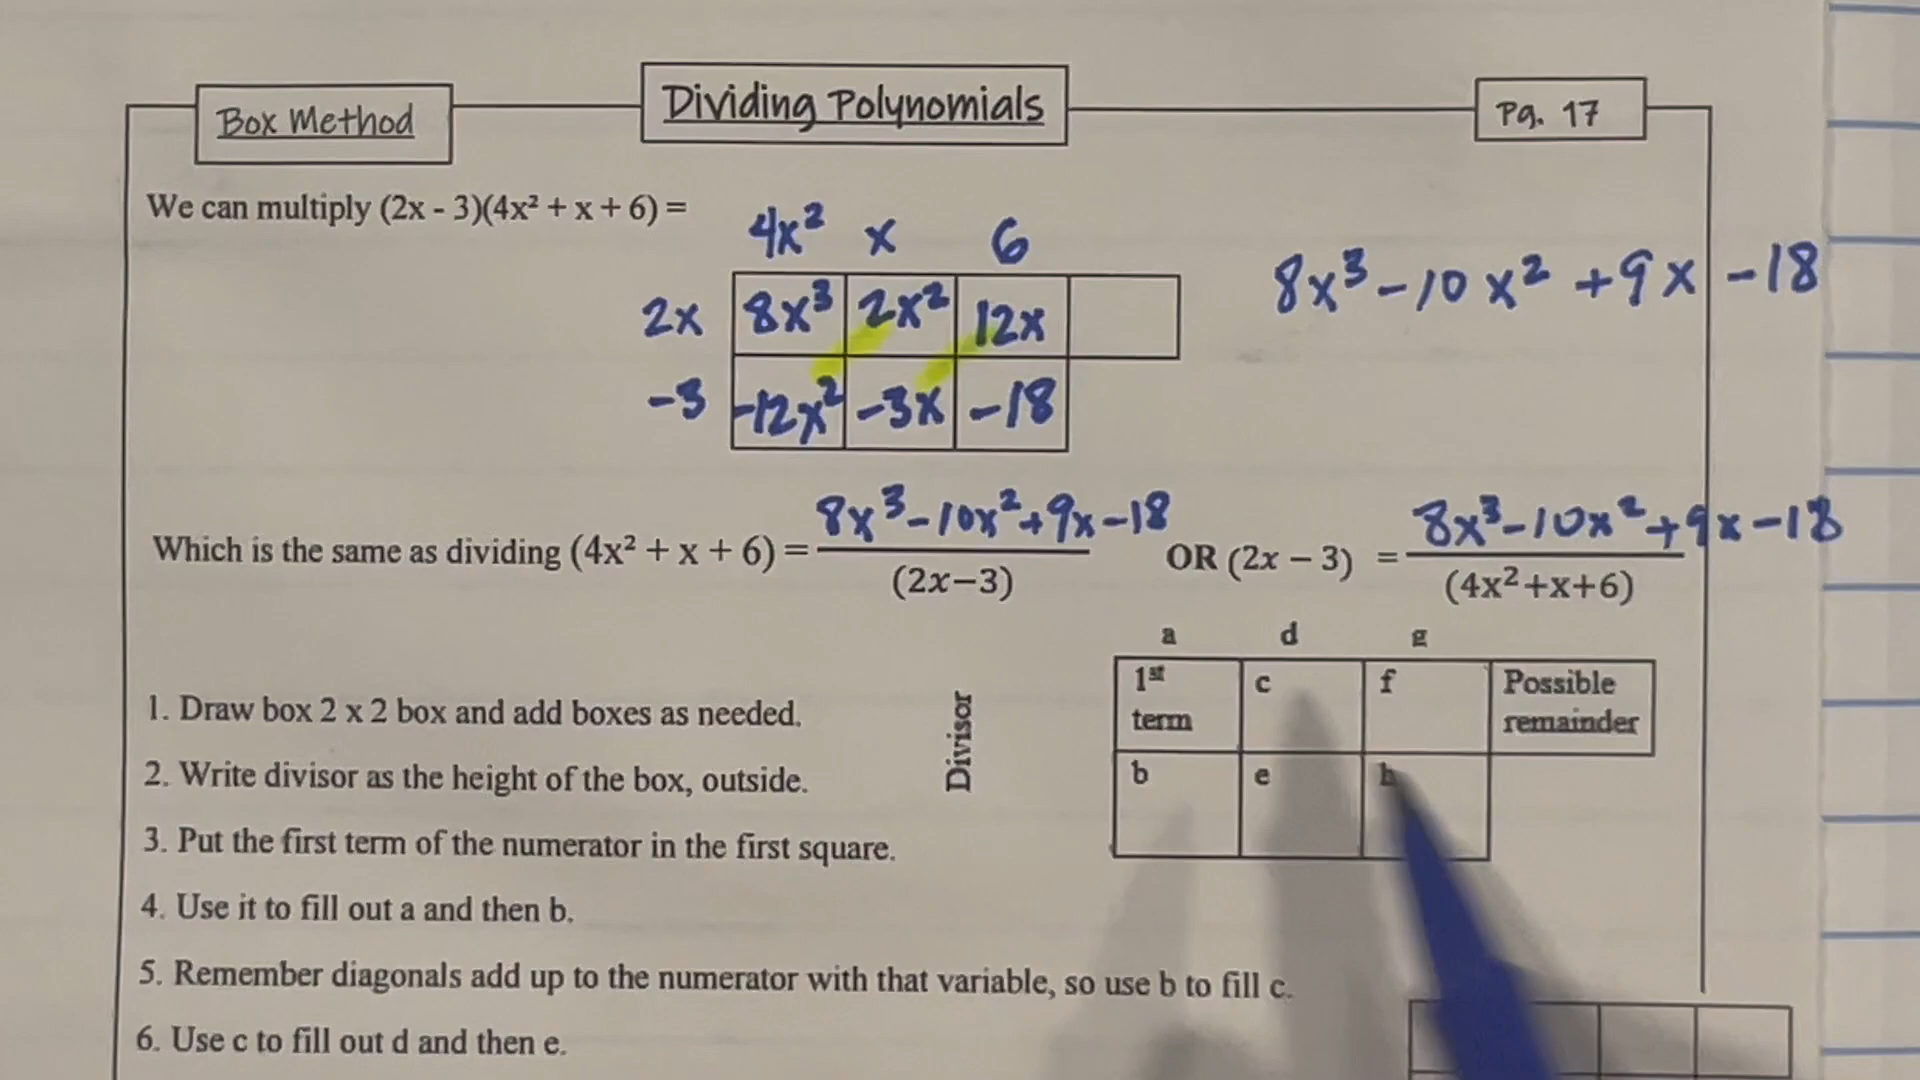 Box Method
Dividing Polynomials
Pg. 17
We can multiply (2x - 3)(4x² + x + 6) =
4x² x 6
8x³ - 10x² + 9x - 18
2x 8x³ 2x² 12x
-3 -12x² -3x -18
8x³ - 10x² + 9x - 18
8x³ - 10x² + 9x - 18
Which is the same as dividing (4x² + x + 6) =
OR (2x − 3) =
(2x−3)
(4x²+x+6)
a d g
1st term c f Possible remainder
Divisor
b e h
1. Draw box 2 x 2 box and add boxes as needed.
2. Write divisor as the height of the box, outside.
3. Put the first term of the numerator in the first square.
4. Use it to fill out a and then b.
5. Remember diagonals add up to the numerator with that variable, so use b to fill c.
6. Use c to fill out d and then e.